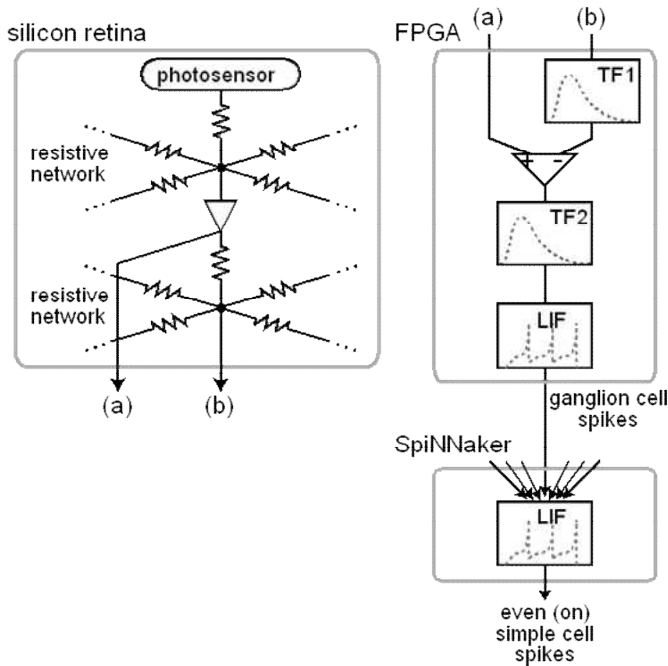 silicon retina
photosensor
resistive
network
resistive
network
(a)
(b)
FPGA
(a)
(b)
TF1
+
-
TF2
LIF
ganglion cell
spikes
SpiNNaker
LIF
even (on)
simple cell
spikes